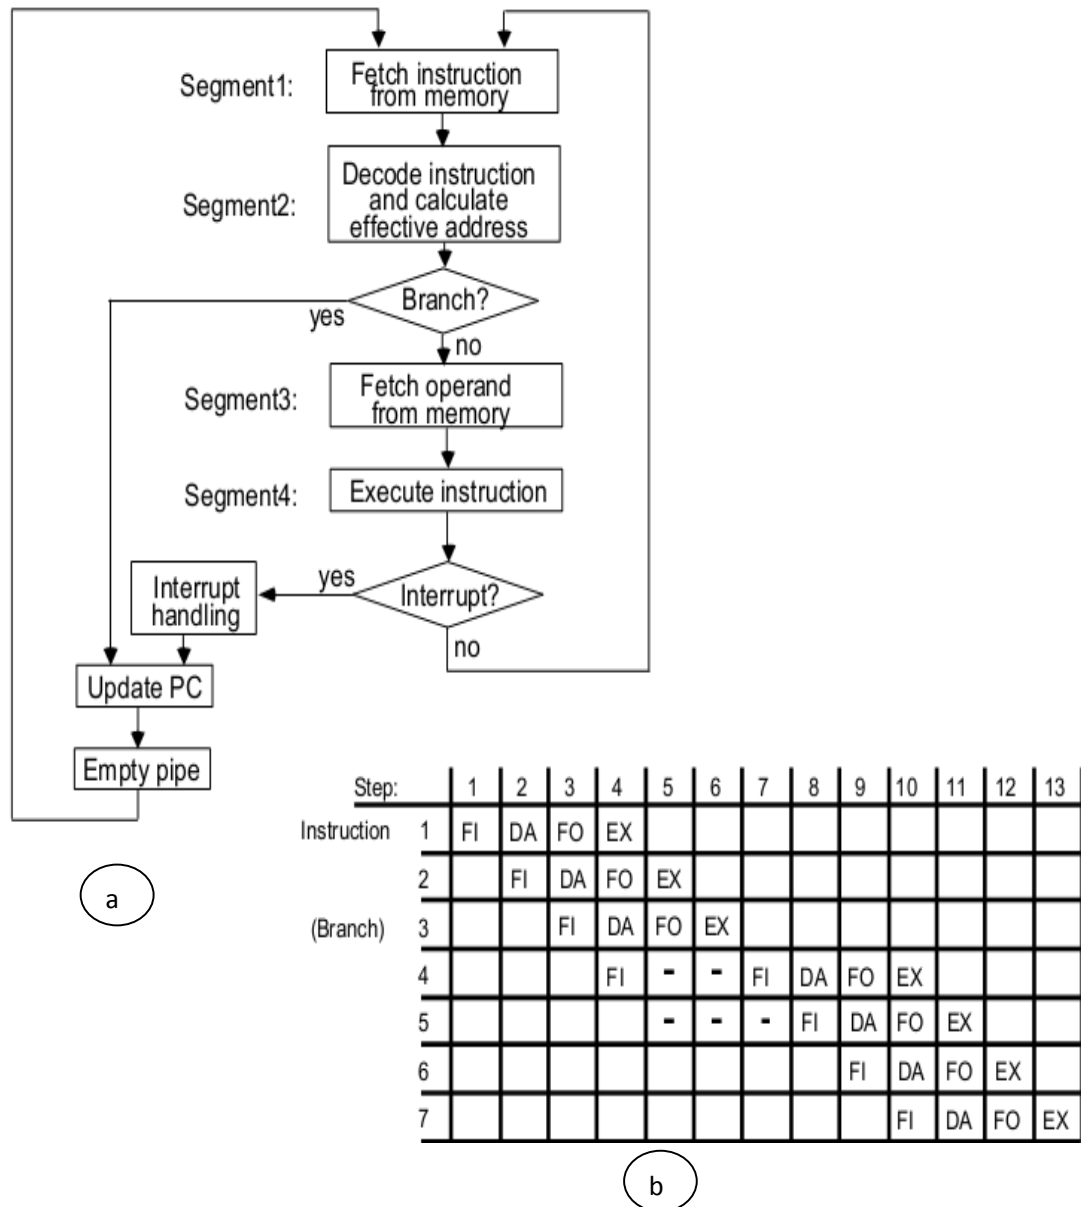 Segment1:
Fetch instruction
from memory
Segment2:
Decode instruction
and calculate
effective address
Branch?
yes
no
Segment3:
Fetch operand
from memory
Segment4:
Execute instruction
Interrupt?
yes
no
Interrupt
handling
Update PC
Empty pipe
a
Step: 1 2 3 4 5 6 7 8 9 10 11 12 13
Instruction 1 FI DA FO EX
2 FI DA FO EX
(Branch) 3 FI DA FO EX
4 FI - - FI DA FO EX
5 - - - FI DA FO EX
6 FI DA FO EX
7 FI DA FO EX
b